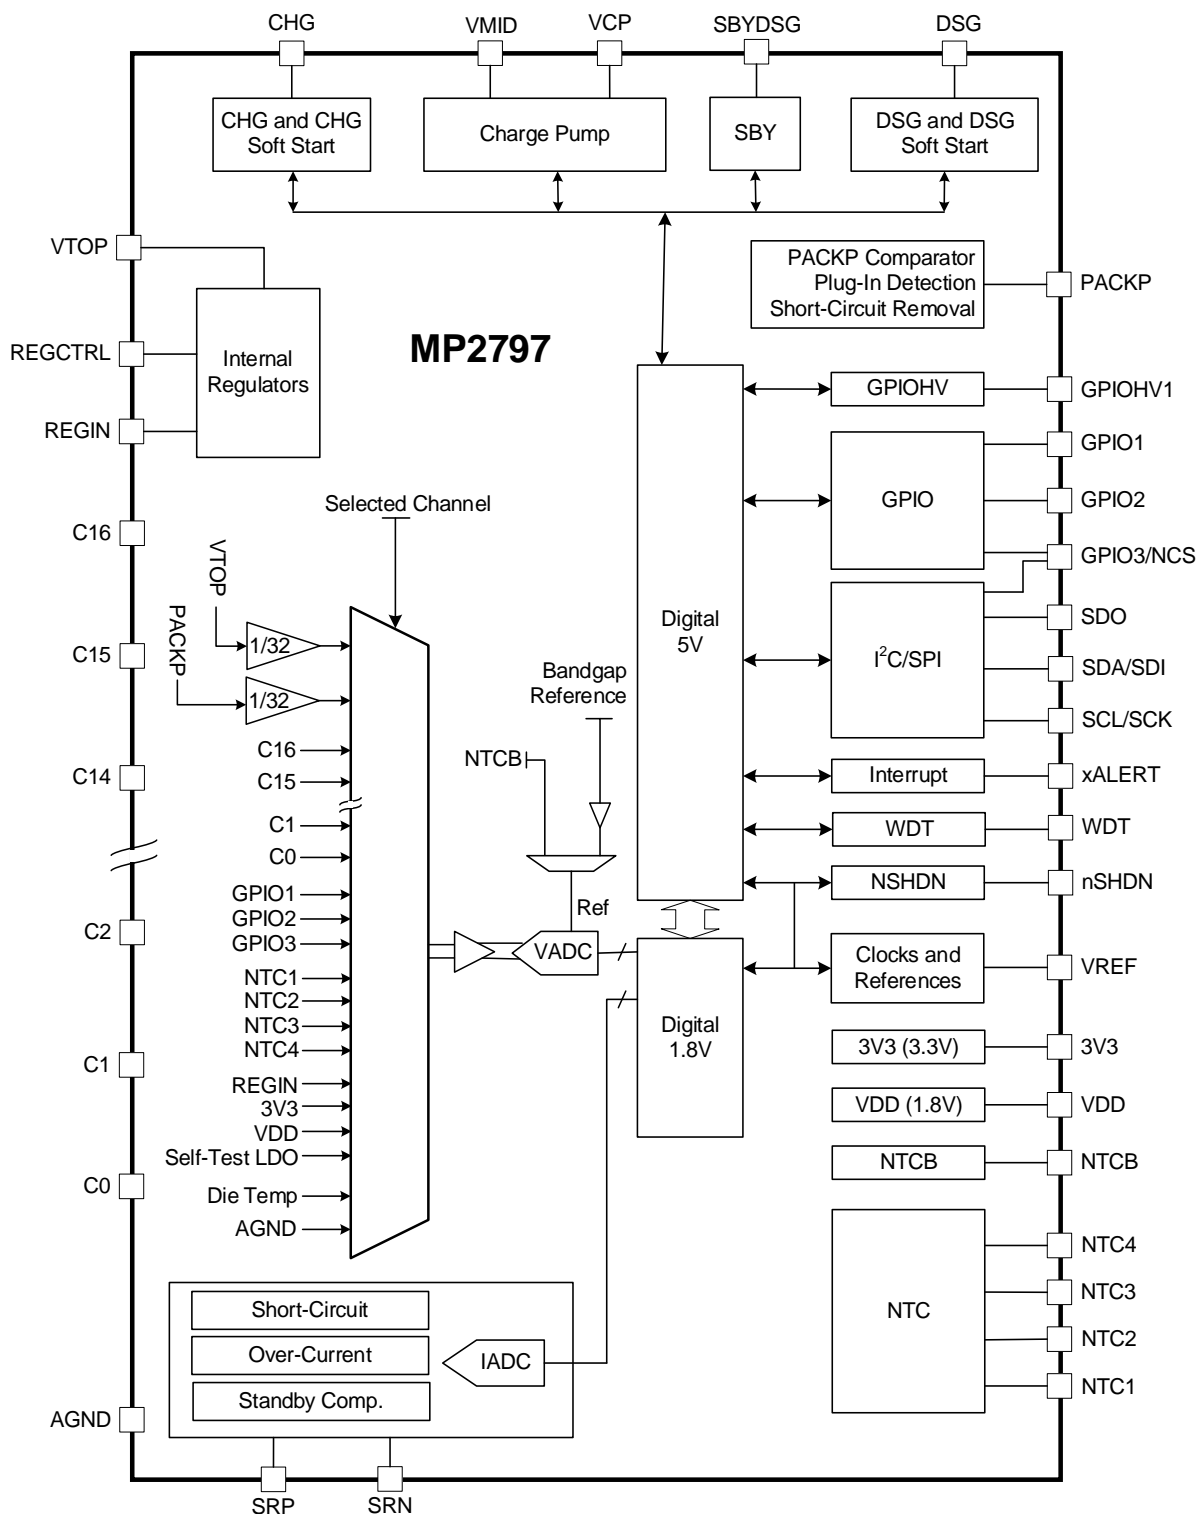 CHG
VMID
VCP
SBYDSG
DSG
CHG and CHG
Soft Start
Charge Pump
SBY
DSG and DSG
Soft Start
VTOP
REGCTRL
REGIN
Internal
Regulators
MP2797
PACKP Comparator
Plug-In Detection
Short-Circuit Removal
PACKP
GPIOHV
GPIOHV1
GPIO
GPIO1
GPIO2
GPIO3/NCS
I²C/SPI
SDO
SDA/SDI
SCL/SCK
Interrupt
xALERT
WDT
WDT
NSHDN
nSHDN
Clocks and
References
VREF
3V3 (3.3V)
3V3
VDD (1.8V)
VDD
NTCB
NTCB
NTC
NTC4
NTC3
NTC2
NTC1
Digital
5V
Digital
1.8V
C16
C15
C14
C2
C1
C0
AGND
Selected Channel
VTOP
PACKP
1/32
1/32
C16
C15
C1
C0
GPIO1
GPIO2
GPIO3
NTC1
NTC2
NTC3
NTC4
REGIN
3V3
VDD
Self-Test LDO
Die Temp
AGND
Bandgap
Reference
NTCB
Ref
VADC
Short-Circuit
Over-Current
Standby Comp.
IADC
SRP
SRN